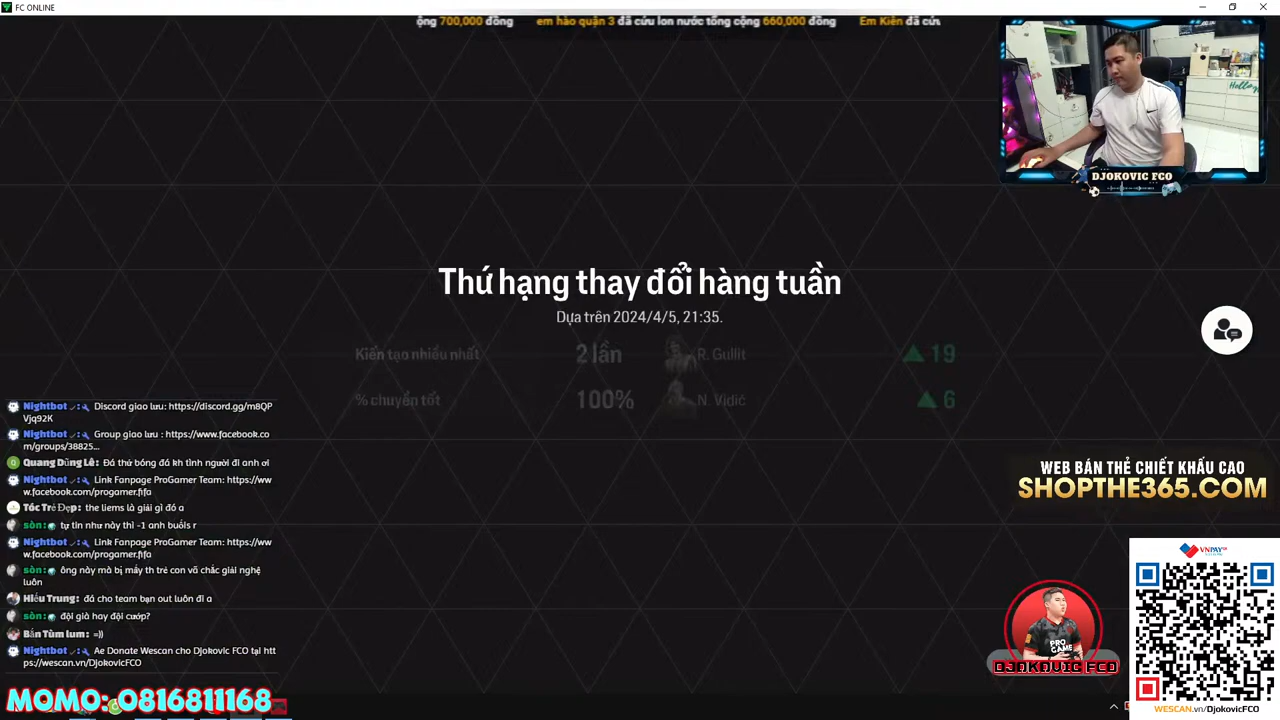 FC ONLINE
ộng 700,000 đồng em hào quận 3 đã cứu lon nước tổng cộng 660,000 đồng Em Kiên đã cứu
Hello
DJOKOVIC FCO
Thứ hạng thay đổi hàng tuần
Dựa trên 2024/4/5, 21:35.
Kiến tạo nhiều nhất 2 lần R. Gullit ▲ 19
% chuyền tốt 100% N. Vidić ▲ 6
Nightbot : Discord giao lưu: https://discord.gg/m8QP
Vjq92K
Nightbot : Group giao lưu : https://www.facebook.co
m/groups/38825...
Quang Dũng Lê: Đá thứ bóng đá kh tình người đi anh ơi
Nightbot : Link Fanpage ProGamer Team: https://ww
w.facebook.com/progamer.fifa
Tóc Trẻ Đẹp: the liems là giải gì đó a
sòn: tự tin như này thì -1 anh buồi5 r
Nightbot : Link Fanpage ProGamer Team: https://ww
w.facebook.com/progamer.fifa
sòn: ông này mà bị mấy th trẻ con vã chắc giải nghệ
luôn
Hiếu Trung: đá cho team bạn out luôn đi a
sòn: đội già hay đội cướp?
Bắn Tùm lum: =))
Nightbot : Ae Donate Wescan cho Djokovic FCO tại htt
ps://wescan.vn/DjokovicFCO
MOMO: 0816811168
WEB BÁN THẺ CHIẾT KHẤU CAO
SHOPTHE365.COM
VNPAY
PRO
GAME
DJOKOVIC FCO
WESCAN.vn/DjokovicFCO